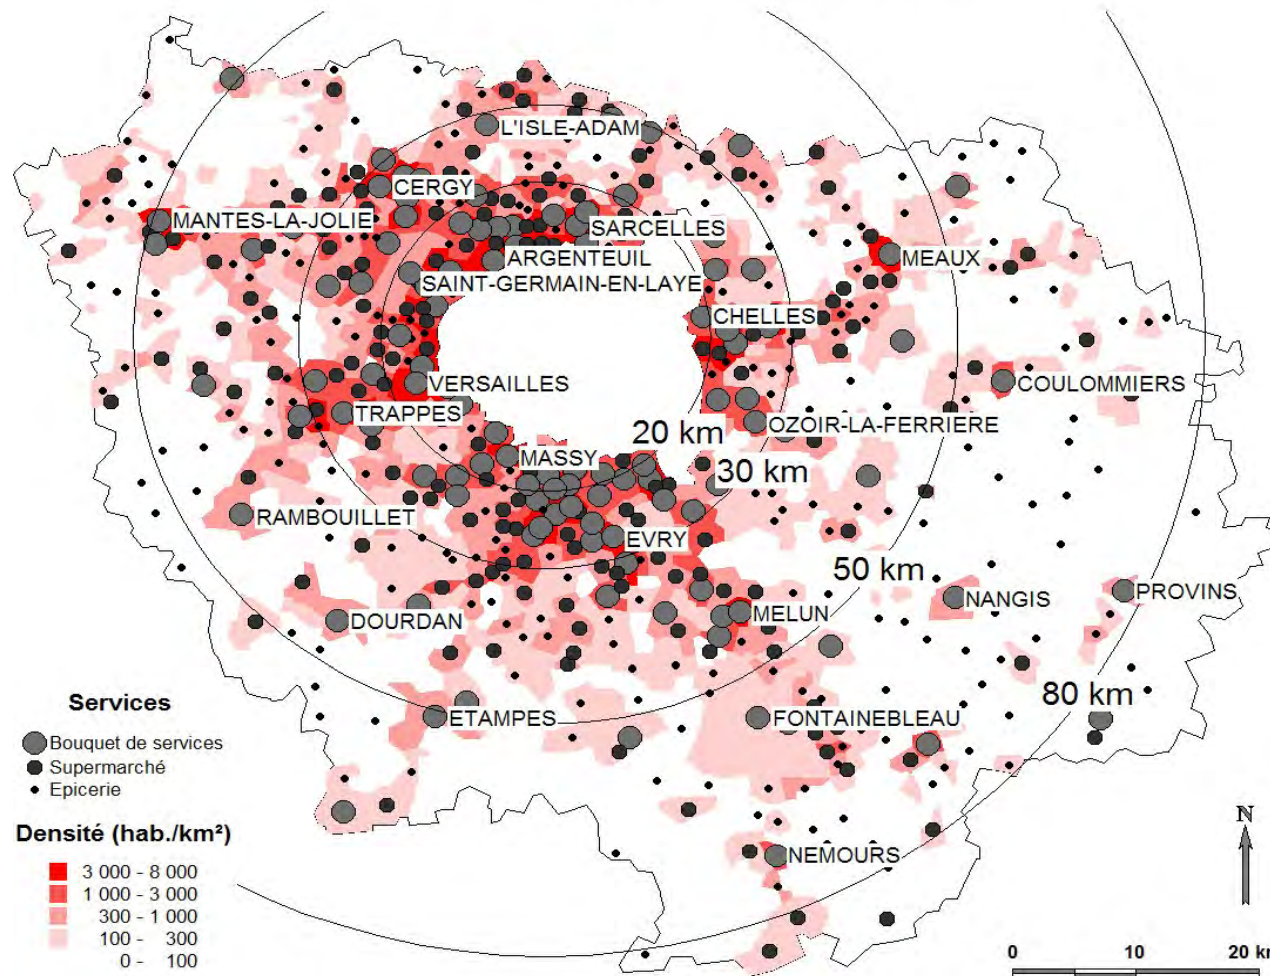 L'ISLE-ADAM
CERGY
MANTES-LA-JOLIE
SARCELLES
ARGENTEUIL
MEAUX
SAINT-GERMAIN-EN-LAYE
CHELLES
VERSAILLES
COULOMMIERS
TRAPPES
OZOIR-LA-FERRIERE
20 km
MASSY
30 km
RAMBOUILLET
EVRY
50 km
NANGIS
PROVINS
DOURDAN
MELUN
80 km
ETAMPES
FONTAINEBLEAU
NEMOURS
Services
Bouquet de services
Supermarché
Epicerie
Densité (hab./km²)
3 000 - 8 000
1 000 - 3 000
300 - 1 000
100 - 300
0 - 100
N
0 10 20 k